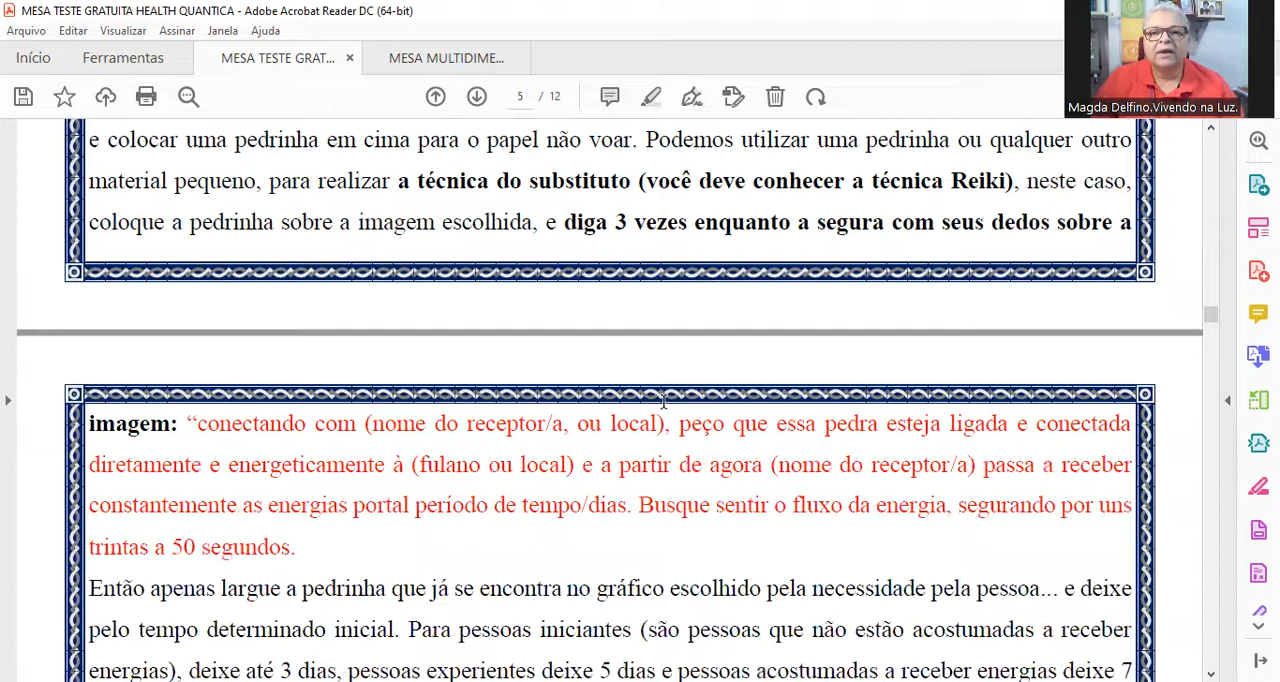 MESA TESTE GRATUITA HEALTH QUANTICA - Adobe Acrobat Reader DC (64-bit)
Arquivo Editar Visualizar Assinar Janela Ajuda
Início Ferramentas MESA TESTE GRAT... × MESA MULTIDIME...
5 / 12
Magda Delfino.Vivendo na Luz.
e colocar uma pedrinha em cima para o papel não voar. Podemos utilizar uma pedrinha ou qualquer outro
material pequeno, para realizar a técnica do substituto (você deve conhecer a técnica Reiki), neste caso,
coloque a pedrinha sobre a imagem escolhida, e diga 3 vezes enquanto a segura com seus dedos sobre a
imagem: “conectando com (nome do receptor/a, ou local), peço que essa pedra esteja ligada e conectada
diretamente e energeticamente à (fulano ou local) e a partir de agora (nome do receptor/a) passa a receber
constantemente as energias portal período de tempo/dias. Busque sentir o fluxo da energia, segurando por uns
trintas a 50 segundos.
Então apenas largue a pedrinha que já se encontra no gráfico escolhido pela necessidade pela pessoa... e deixe
pelo tempo determinado inicial. Para pessoas iniciantes (são pessoas que não estão acostumadas a receber
energias), deixe até 3 dias, pessoas experientes deixe 5 dias e pessoas acostumadas a receber energias deixe 7